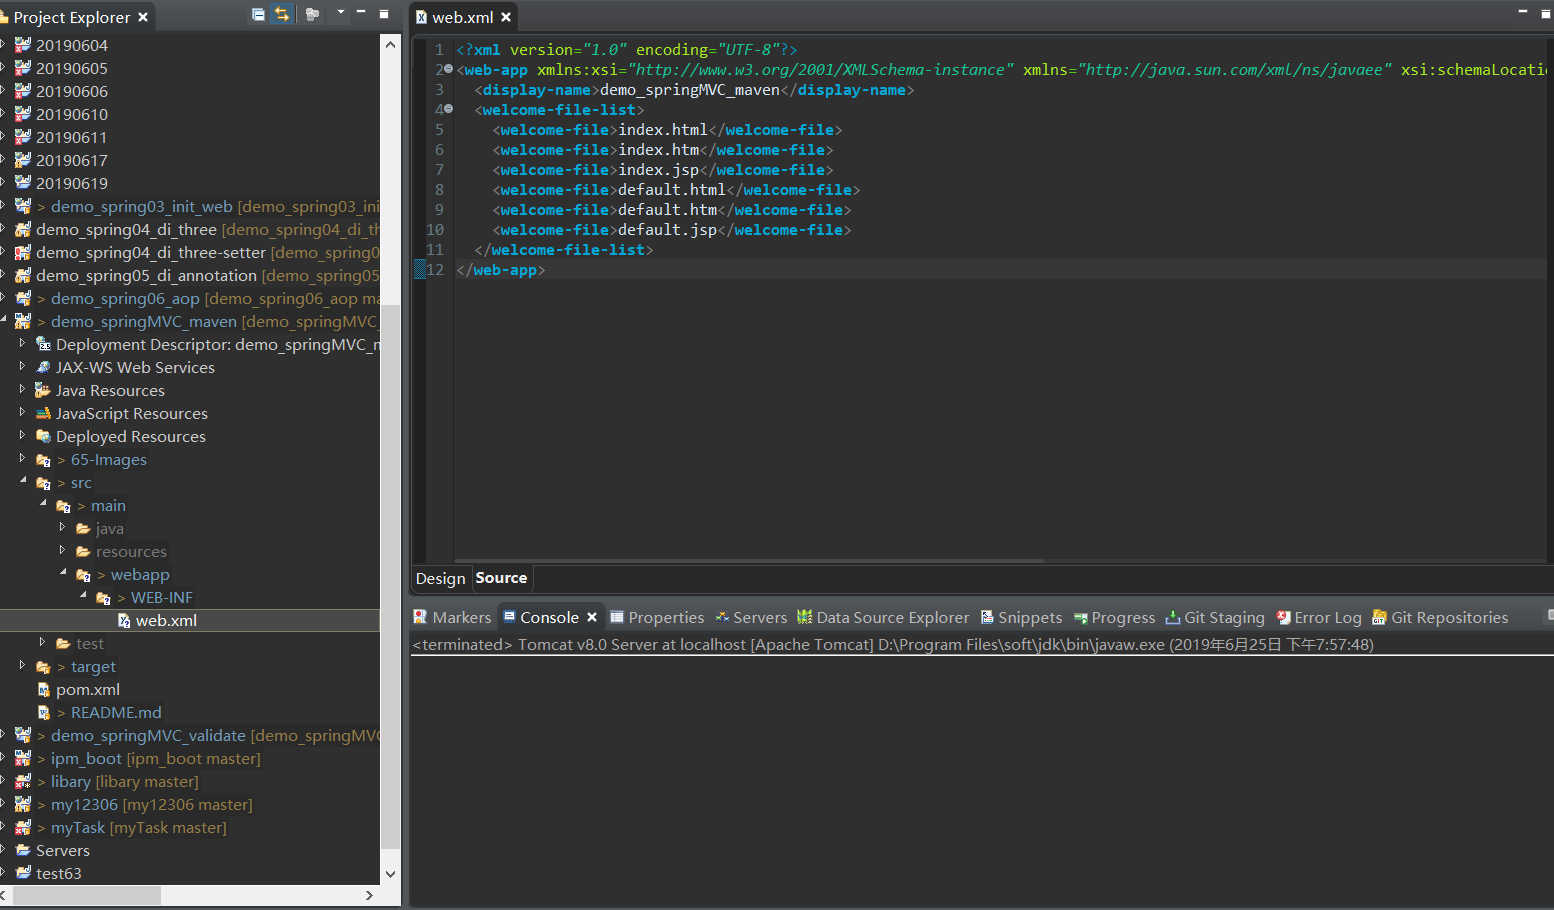 Project Explorer
20190604
20190605
20190606
20190610
20190611
20190617
20190619
> demo_spring03_init_web [demo_spring03_ini
demo_spring04_di_three [demo_spring04_di_th
demo_spring04_di_three-setter [demo_spring0
demo_spring05_di_annotation [demo_spring05
> demo_spring06_aop [demo_spring06_aop ma
> demo_springMVC_maven [demo_springMVC_
Deployment Descriptor: demo_springMVC_m
JAX-WS Web Services
Java Resources
JavaScript Resources
Deployed Resources
> 65-Images
> src
> main
java
resources
> webapp
> WEB-INF
web.xml
test
> target
pom.xml
> README.md
> demo_springMVC_validate [demo_springMVC
> ipm_boot [ipm_boot master]
> libary [libary master]
> my12306 [my12306 master]
> myTask [myTask master]
Servers
test63
web.xml
1 <?xml version="1.0" encoding="UTF-8"?>
2 <web-app xmlns:xsi="http://www.w3.org/2001/XMLSchema-instance" xmlns="http://java.sun.com/xml/ns/javaee" xsi:schemaLocatio
3 <display-name>demo_springMVC_maven</display-name>
4 <welcome-file-list>
5 <welcome-file>index.html</welcome-file>
6 <welcome-file>index.htm</welcome-file>
7 <welcome-file>index.jsp</welcome-file>
8 <welcome-file>default.html</welcome-file>
9 <welcome-file>default.htm</welcome-file>
10 <welcome-file>default.jsp</welcome-file>
11 </welcome-file-list>
12 </web-app>
Design Source
Markers Console Properties Servers Data Source Explorer Snippets Progress Git Staging Error Log Git Repositories
<terminated> Tomcat v8.0 Server at localhost [Apache Tomcat] D:\Program Files\soft\jdk\bin\javaw.exe (2019年6月25日 下午7:57:48)